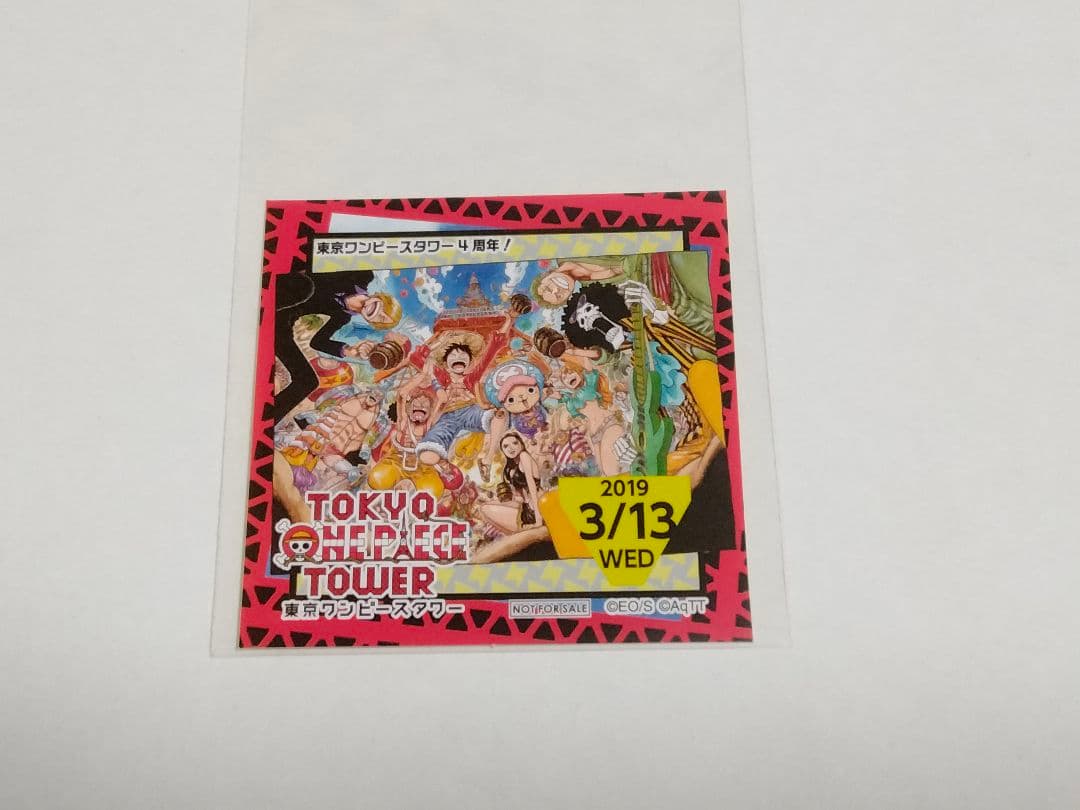 東京ワンピースタワー4周年!
TOKYO
ONE PIECE
TOWER
東京ワンピースタワー
2019
3/13
WED
NOT FOR SALE
©EO/S ©AqTT